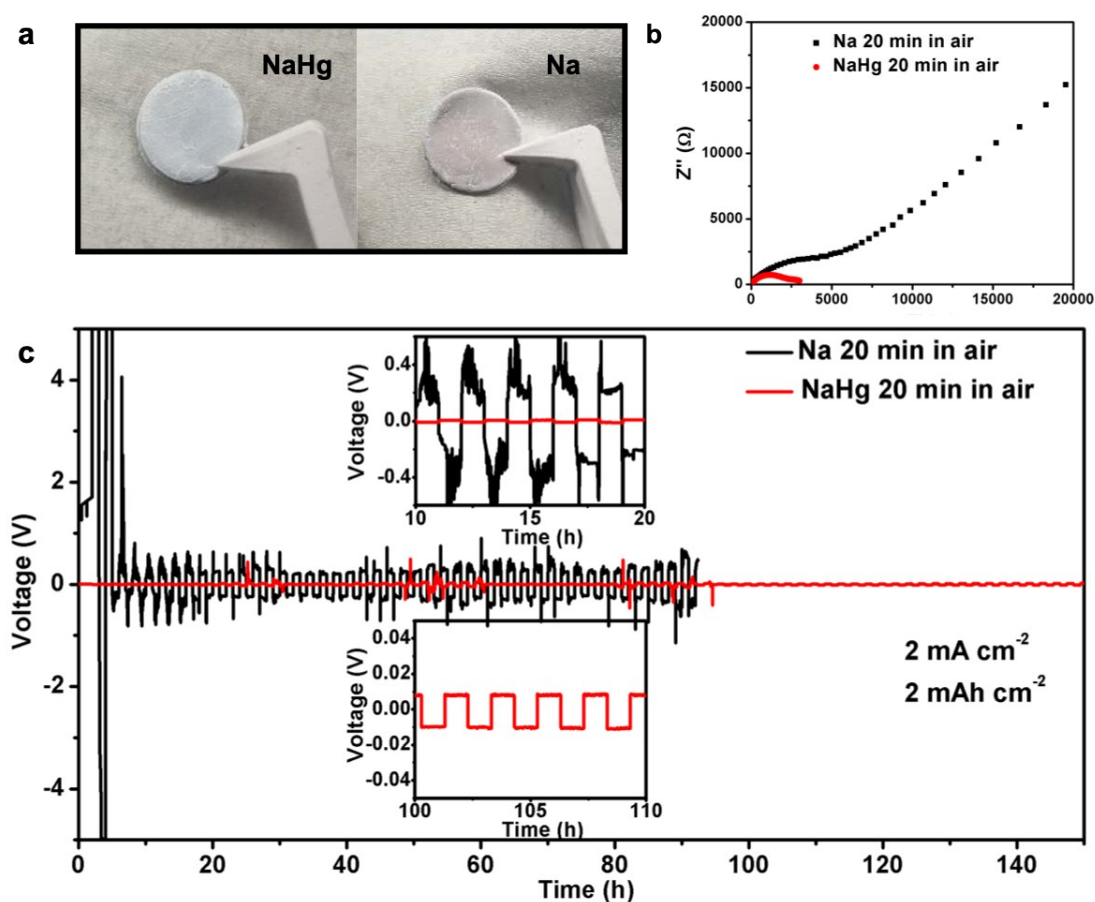 a
NaHg
Na
b
20000
15000
10000
5000
0
Z'' (Ω)
Na 20 min in air
NaHg 20 min in air
0
5000
10000
15000
20000
c
4
2
0
-2
-4
Voltage (V)
Na 20 min in air
NaHg 20 min in air
0.4
0.0
-0.4
Voltage (V)
10
15
20
Time (h)
0.04
0.02
0.00
-0.02
-0.04
Voltage (V)
100
105
110
Time (h)
2 mA cm⁻²
2 mAh cm⁻²
0
20
40
60
80
100
120
140
Time (h)